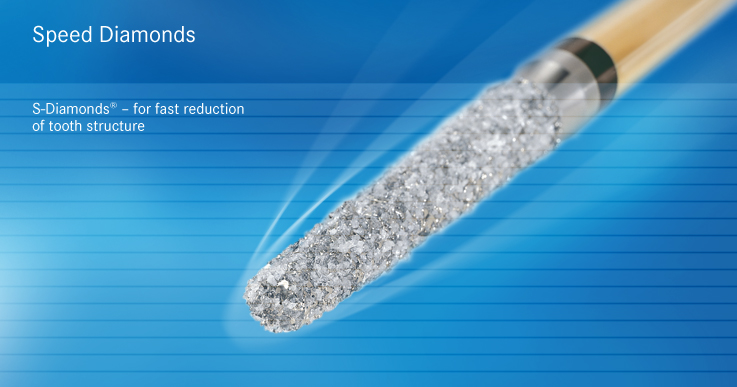 Speed Diamonds
S-Diamonds® – for fast reduction
of tooth structure